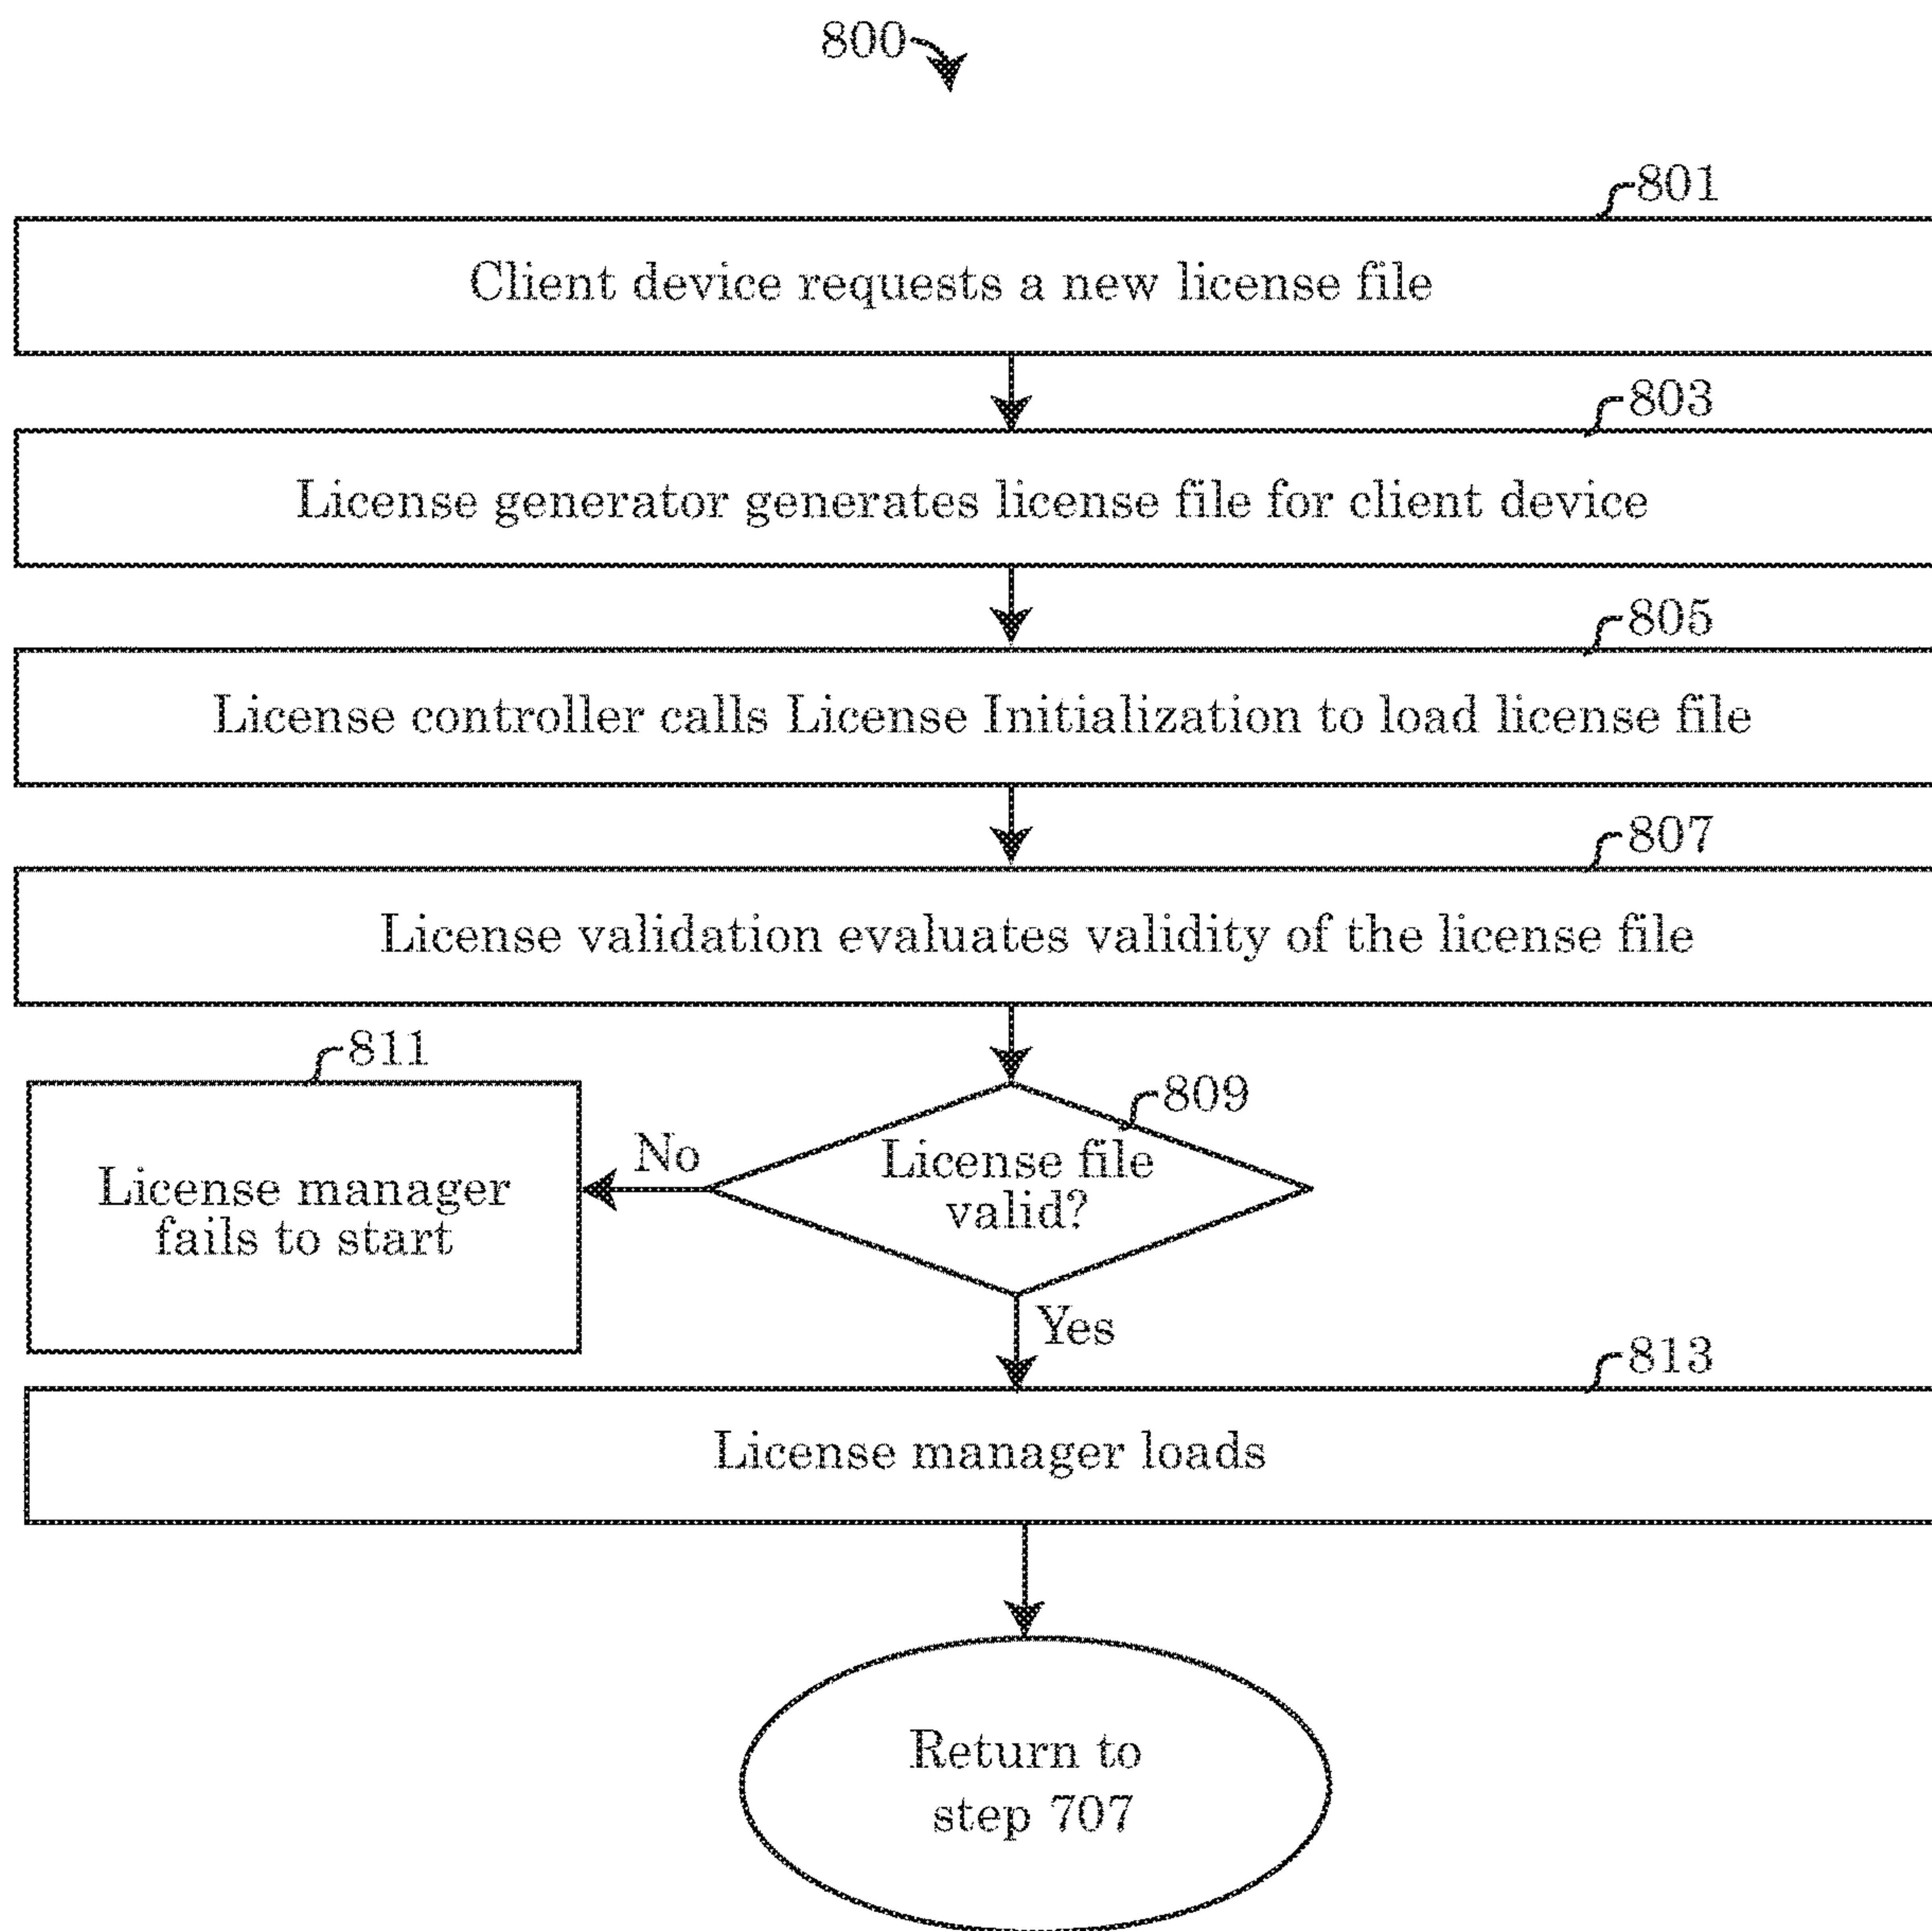 800
801
Client device requests a new license file
803
License generator generates license file for client device
805
License controller calls License Initialization to load license file
807
License validation evaluates validity of the license file
811
809
No
License file
valid?
License manager
fails to start
Yes
813
License manager loads
Return to
step 707